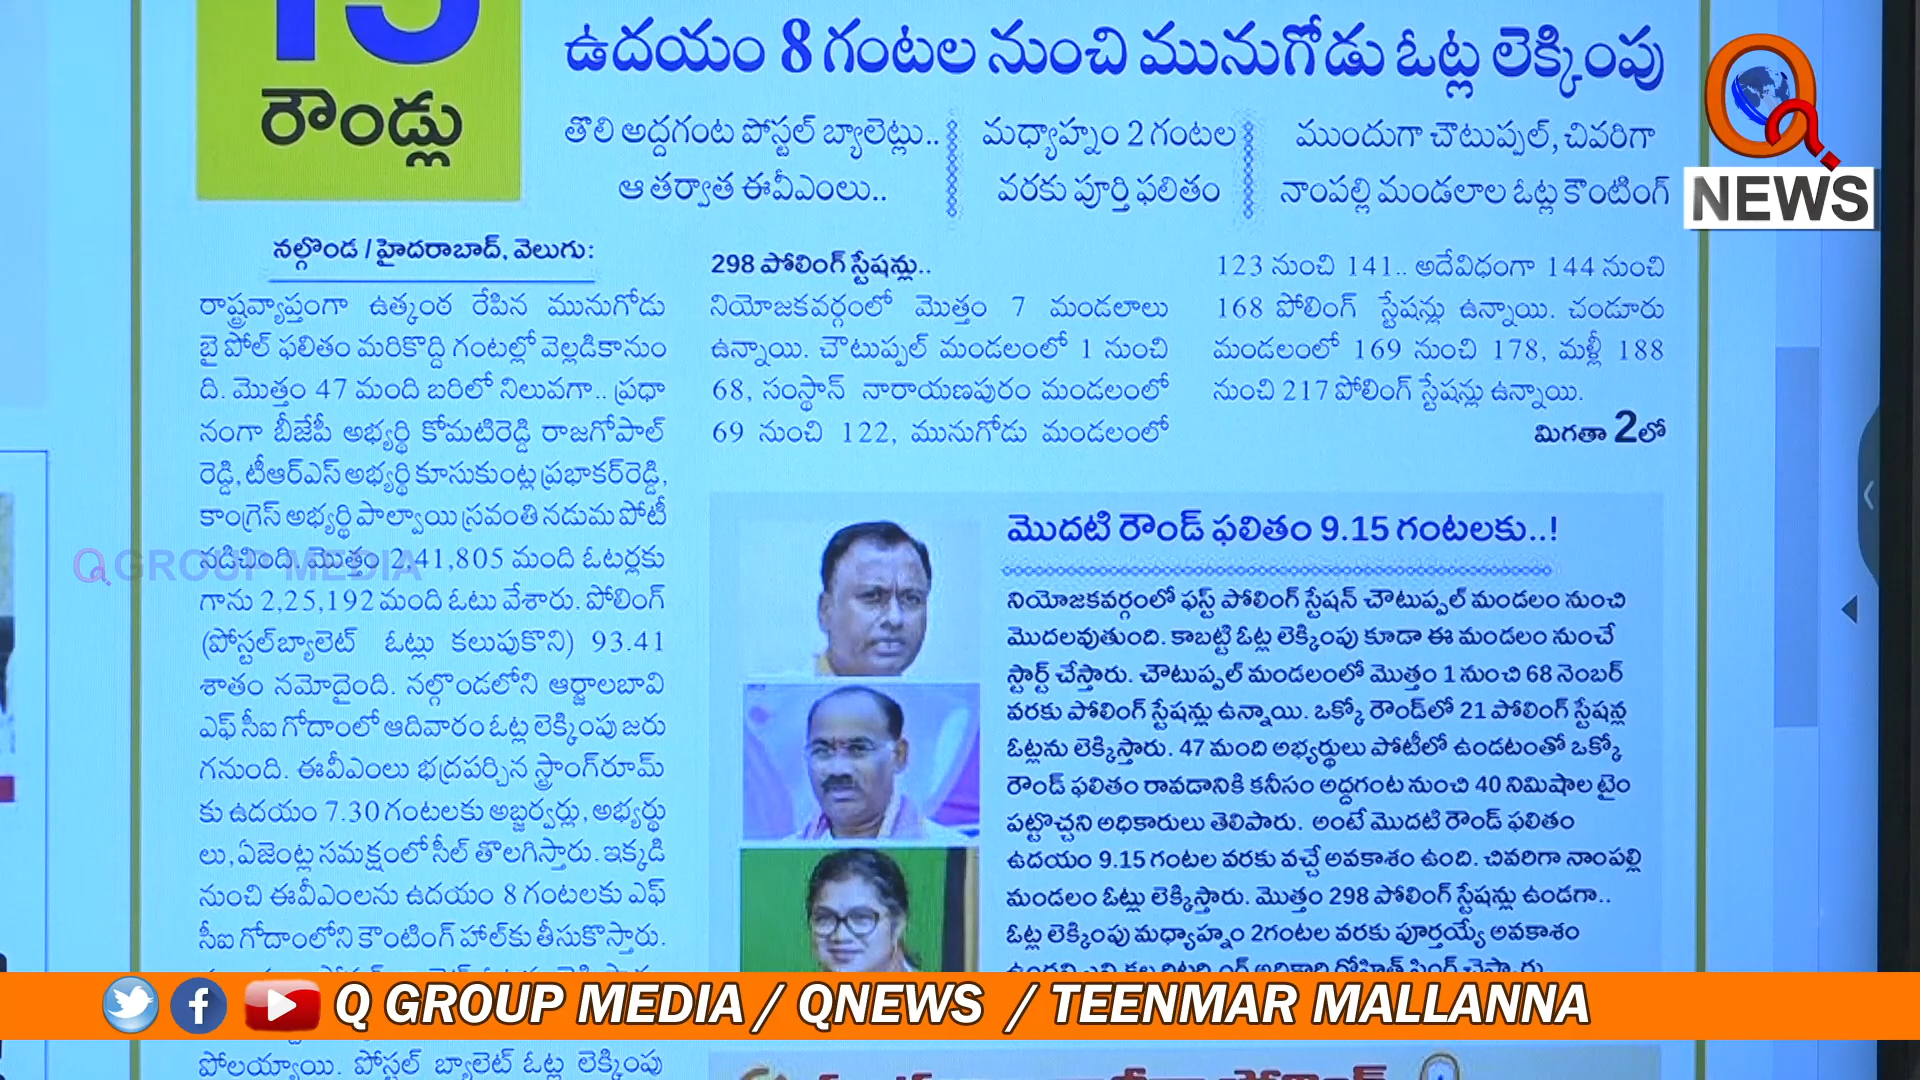 15
రౌండ్లు
ఉదయం 8 గంటల నుంచి మునుగోడు ఓట్ల లెక్కింపు
తొలి అద్దగంట పోస్టల్ బ్యాలెట్లు..
ఆ తర్వాత ఈవీఎంలు..
మధ్యాహ్నం 2 గంటల
వరకు పూర్తి ఫలితం
ముందుగా చౌటుప్పల్, చివరిగా
నాంపల్లి మండలాల ఓట్ల కౌంటింగ్
Q
NEWS
నల్గొండ / హైదరాబాద్, వెలుగు:
రాష్ట్రవ్యాప్తంగా ఉత్కంఠ రేపిన మునుగోడు
బై పోల్ ఫలితం మరికొద్ది గంటల్లో వెల్లడికానుం
ది. మొత్తం 47 మంది బరిలో నిలువగా.. ప్రధా
నంగా బీజేపీ అభ్యర్థి కోమటిరెడ్డి రాజగోపాల్
రెడ్డి, టీఆర్ఎస్ అభ్యర్థి కూసుకుంట్ల ప్రభాకర్‌రెడ్డి,
కాంగ్రెస్ అభ్యర్థి పాల్వాయి స్రవంతి నడుమ పోటీ
నడిచింది. మొత్తం 2,41,805 మంది ఓటర్లకు
గాను 2,25,192 మంది ఓటు వేశారు. పోలింగ్
(పోస్టల్‌బ్యాలెట్ ఓట్లు కలుపుకొని) 93.41
శాతం నమోదైంది. నల్గొండలోని ఆర్జాలబావి
ఎఫ్ సీఐ గోదాంలో ఆదివారం ఓట్ల లెక్కింపు జరు
గనుంది. ఈవీఎంలు భద్రపర్చిన స్ట్రాంగ్‌రూమ్
కు ఉదయం 7.30 గంటలకు అబ్జర్వర్లు, అభ్యర్థు
లు, ఏజెంట్ల సమక్షంలో సీల్ తొలగిస్తారు. ఇక్కడి
నుంచి ఈవీఎంలను ఉదయం 8 గంటలకు ఎఫ్
సీఐ గోదాంలోని కౌంటింగ్ హాల్‌కు తీసుకొస్తారు.
పోలయ్యాయి. పోస్టల్ బ్యాలెట్ ఓట్ల లెక్కింపు
298 పోలింగ్ స్టేషన్లు..
నియోజకవర్గంలో మొత్తం 7 మండలాలు
ఉన్నాయి. చౌటుప్పల్ మండలంలో 1 నుంచి
68, సంస్థాన్ నారాయణపురం మండలంలో
69 నుంచి 122, మునుగోడు మండలంలో
123 నుంచి 141.. అదేవిధంగా 144 నుంచి
168 పోలింగ్ స్టేషన్లు ఉన్నాయి. చండూరు
మండలంలో 169 నుంచి 178, మళ్లీ 188
నుంచి 217 పోలింగ్ స్టేషన్లు ఉన్నాయి.
మిగతా 2లో
మొదటి రౌండ్ ఫలితం 9.15 గంటలకు..!
నియోజకవర్గంలో ఫస్ట్ పోలింగ్ స్టేషన్ చౌటుప్పల్ మండలం నుంచి
మొదలవుతుంది. కాబట్టి ఓట్ల లెక్కింపు కూడా ఈ మండలం నుంచే
స్టార్ట్ చేస్తారు. చౌటుప్పల్ మండలంలో మొత్తం 1 నుంచి 68 నెంబర్
వరకు పోలింగ్ స్టేషన్లు ఉన్నాయి. ఒక్కో రౌండ్‌లో 21 పోలింగ్ స్టేషన్ల
ఓట్లను లెక్కిస్తారు. 47 మంది అభ్యర్థులు పోటీలో ఉండటంతో ఒక్కో
రౌండ్ ఫలితం రావడానికి కనీసం అద్దగంట నుంచి 40 నిమిషాల టైం
పట్టొచ్చని అధికారులు తెలిపారు. అంటే మొదటి రౌండ్ ఫలితం
ఉదయం 9.15 గంటల వరకు వచ్చే అవకాశం ఉంది. చివరిగా నాంపల్లి
మండలం ఓట్లు లెక్కిస్తారు. మొత్తం 298 పోలింగ్ స్టేషన్లు ఉండగా..
ఓట్ల లెక్కింపు మధ్యాహ్నం 2గంటల వరకు పూర్తయ్యే అవకాశం
Q GROUP MEDIA
Q GROUP MEDIA / QNEWS / TEENMAR MALLANNA